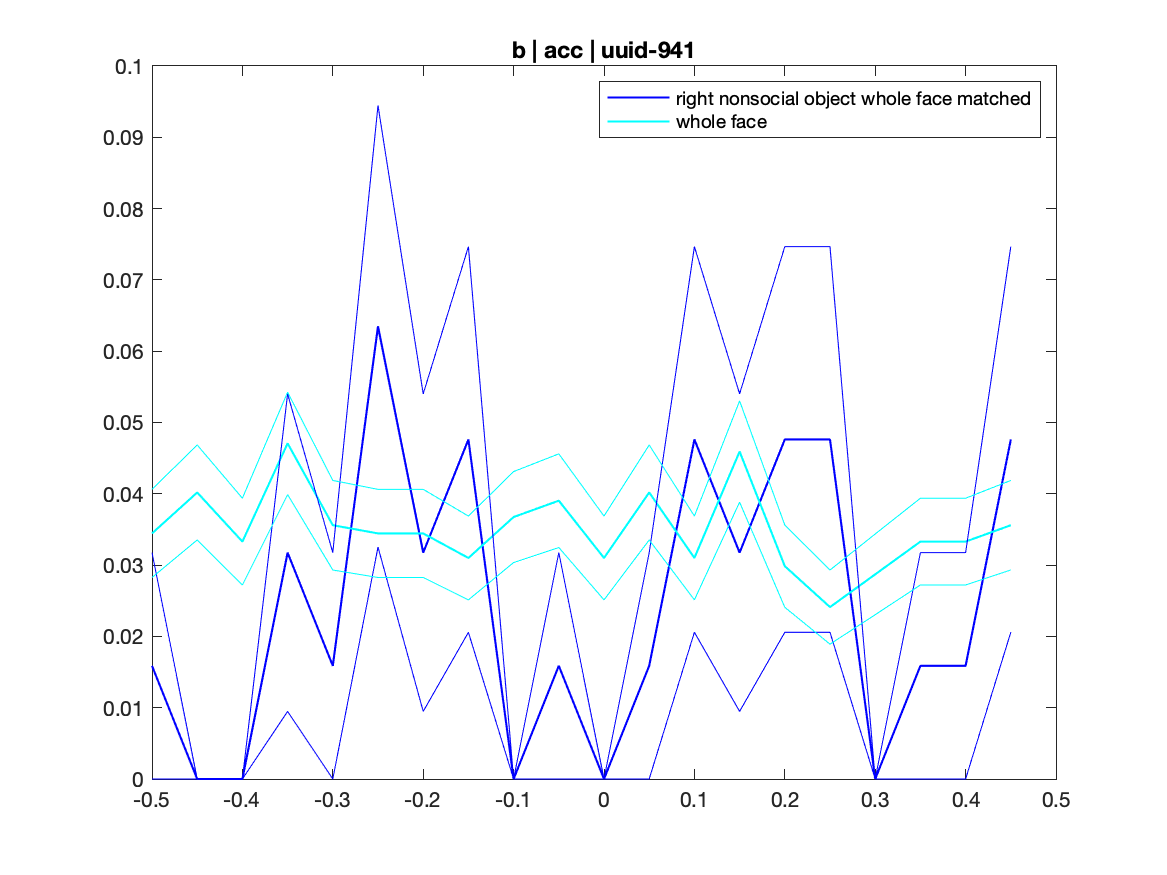 b | acc | uuid-941
right nonsocial object whole face matched
whole face
0.1
0.09
0.08
0.07
0.06
0.05
0.04
0.03
0.02
0.01
0
-0.5 -0.4 -0.3 -0.2 -0.1 0 0.1 0.2 0.3 0.4 0.5